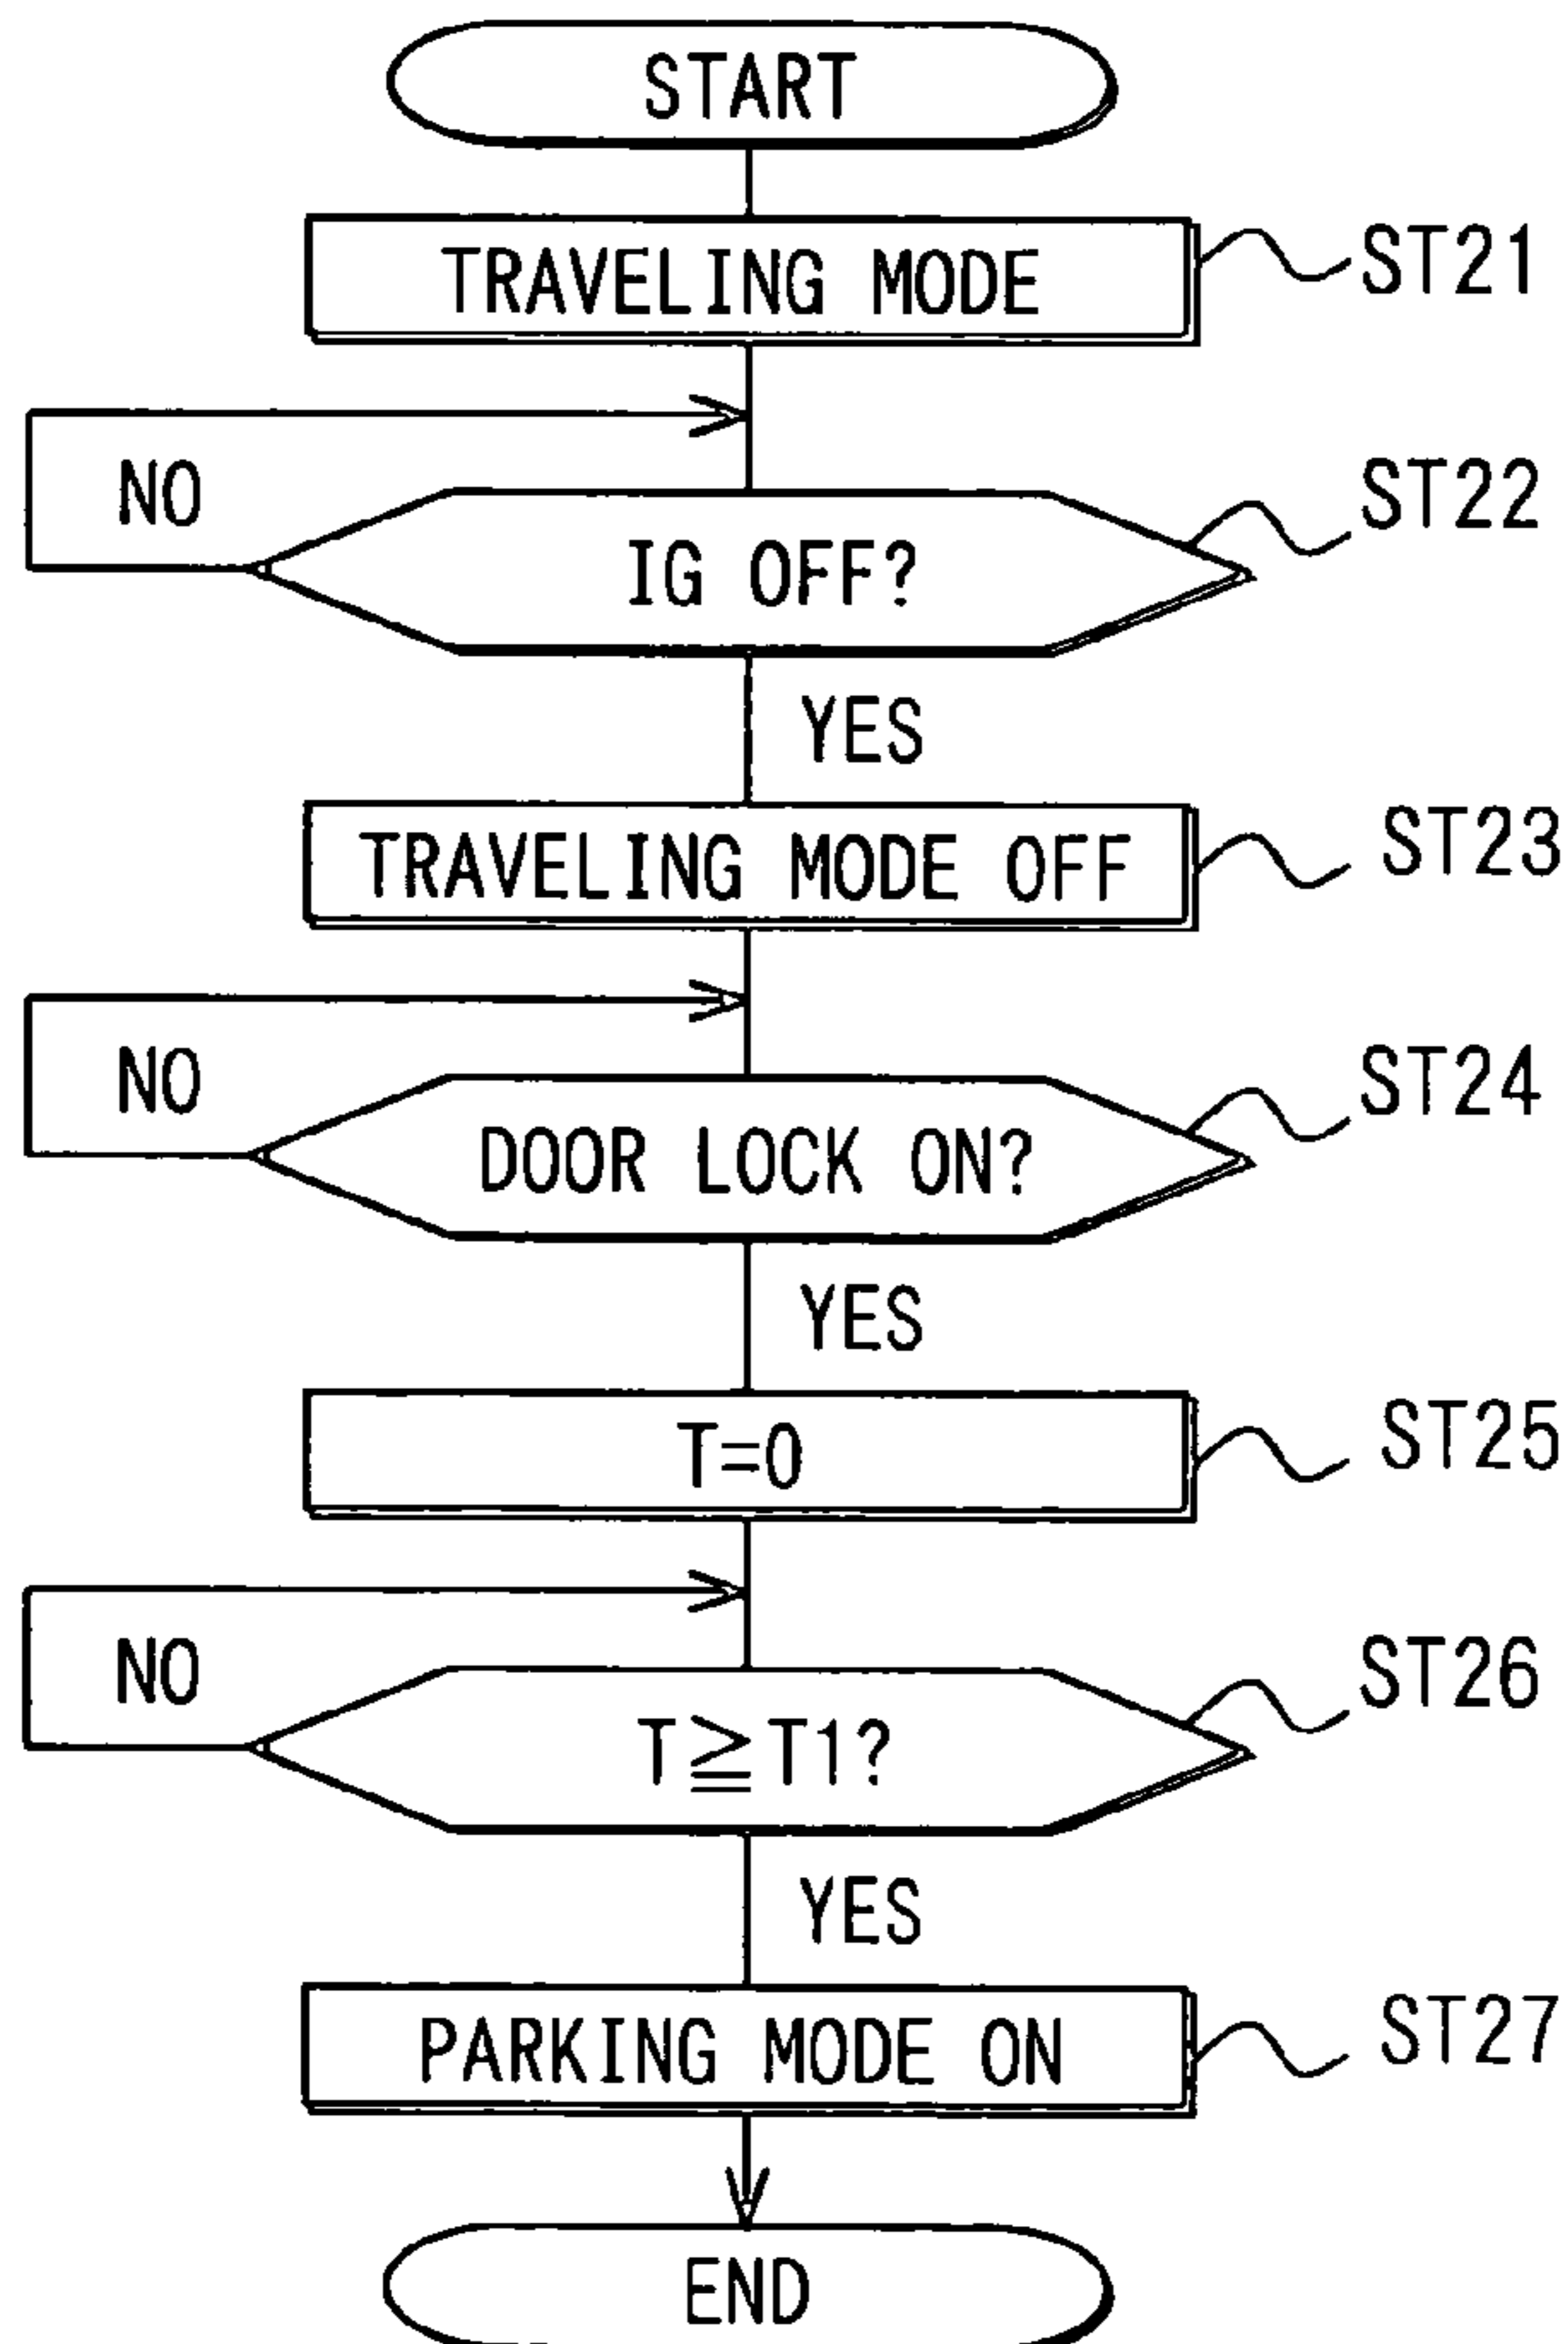 START
TRAVELING MODE
ST21
NO
IG OFF?
ST22
YES
TRAVELING MODE OFF
ST23
NO
DOOR LOCK ON?
ST24
YES
T=0
ST25
NO
T≧T1?
ST26
YES
PARKING MODE ON
ST27
END